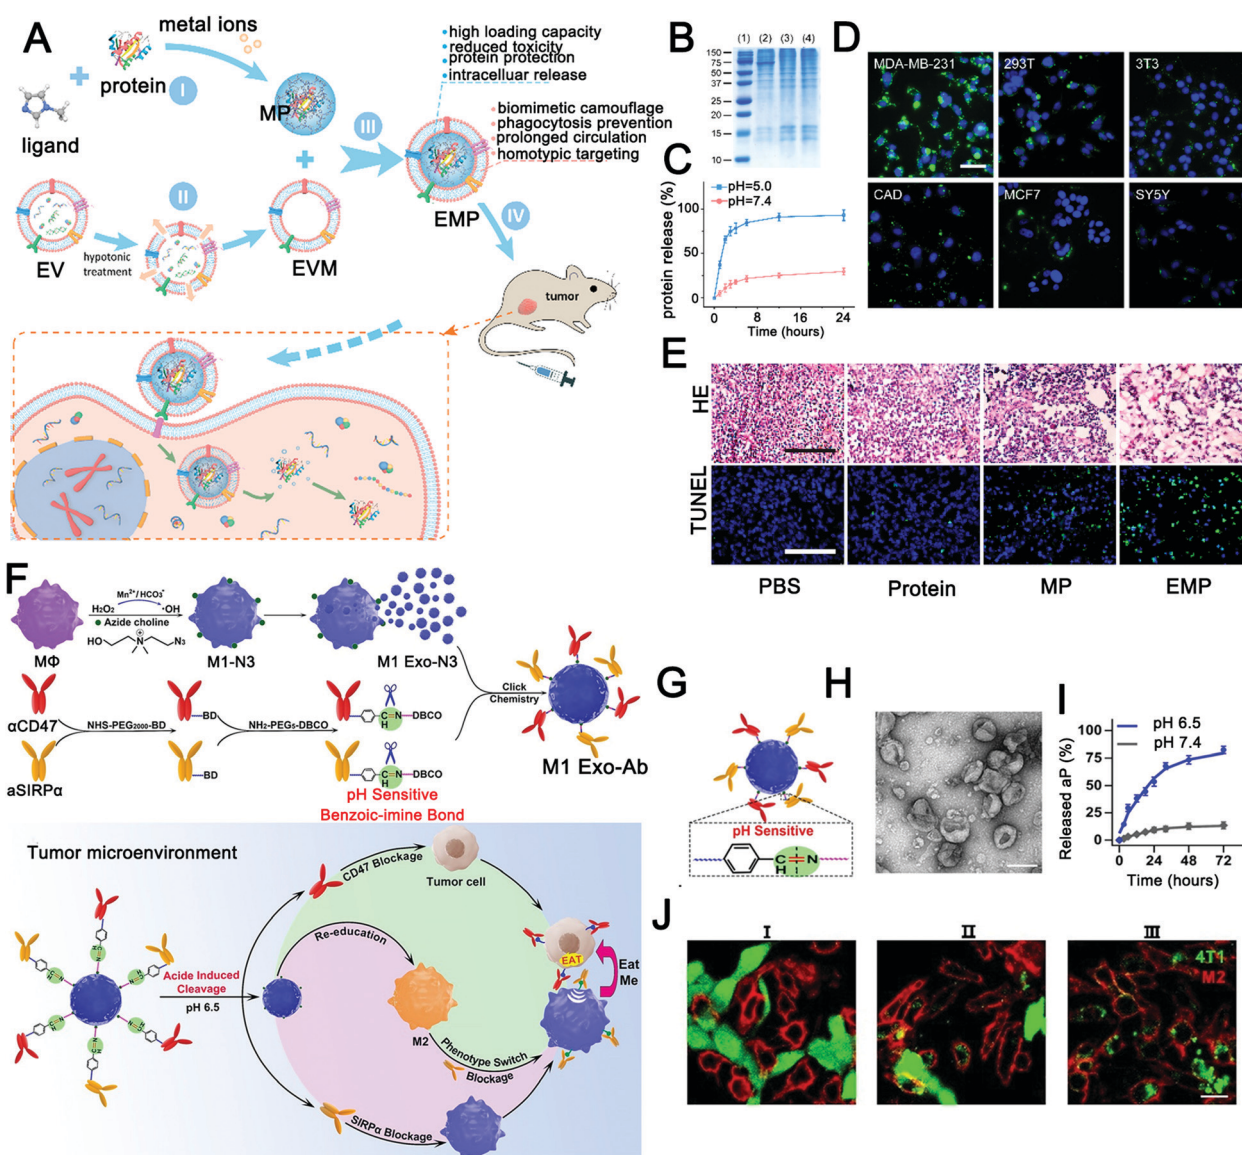 A
metal ions
protein
I
ligand
MP
III
• high loading capacity
• reduced toxicity
• protein protection
• intracelluar release
• biomimetic camouflage
• phagocytosis prevention
• prolonged circulation
• homotypic targeting
EMP
IV
II
EV
hypotonic
treatment
EVM
tumor
B
(1) (2) (3) (4)
150
75
50
37
25
20
15
10
C
protein release (%)
pH=5.0
pH=7.4
100
50
0
0 6 12 18 24
Time (hours)
D
MDA-MB-231
293T
3T3
CAD
MCF7
SY5Y
E
HE
TUNEL
PBS
Protein
MP
EMP
F
MΦ
Mn²⁺/HCO₃⁻
H₂O₂
·OH
Azide choline
HO
N
⊕
N₃
M1-N3
M1 Exo-N3
Click
Chemistry
αCD47
aSIRPα
NHS-PEG₂₀₀₀-BD
BD
BD
NH₂-PEG₅-DBCO
C N DBCO
H
C N DBCO
H
pH Sensitive
Benzoic-imine Bond
M1 Exo-Ab
Tumor microenvironment
Acide Induced
Cleavage
pH 6.5
CD47 Blockage
Tumor cell
Re-education
M2
Phenotype Switch
Blockage
SIRPα Blockage
EAT
Eat
Me
G
pH Sensitive
C N
H
H
I
Released aP (%)
pH 6.5
pH 7.4
100
75
50
25
0
0 24 48 72
Time (hours)
J
I
II
III
4T1
M2